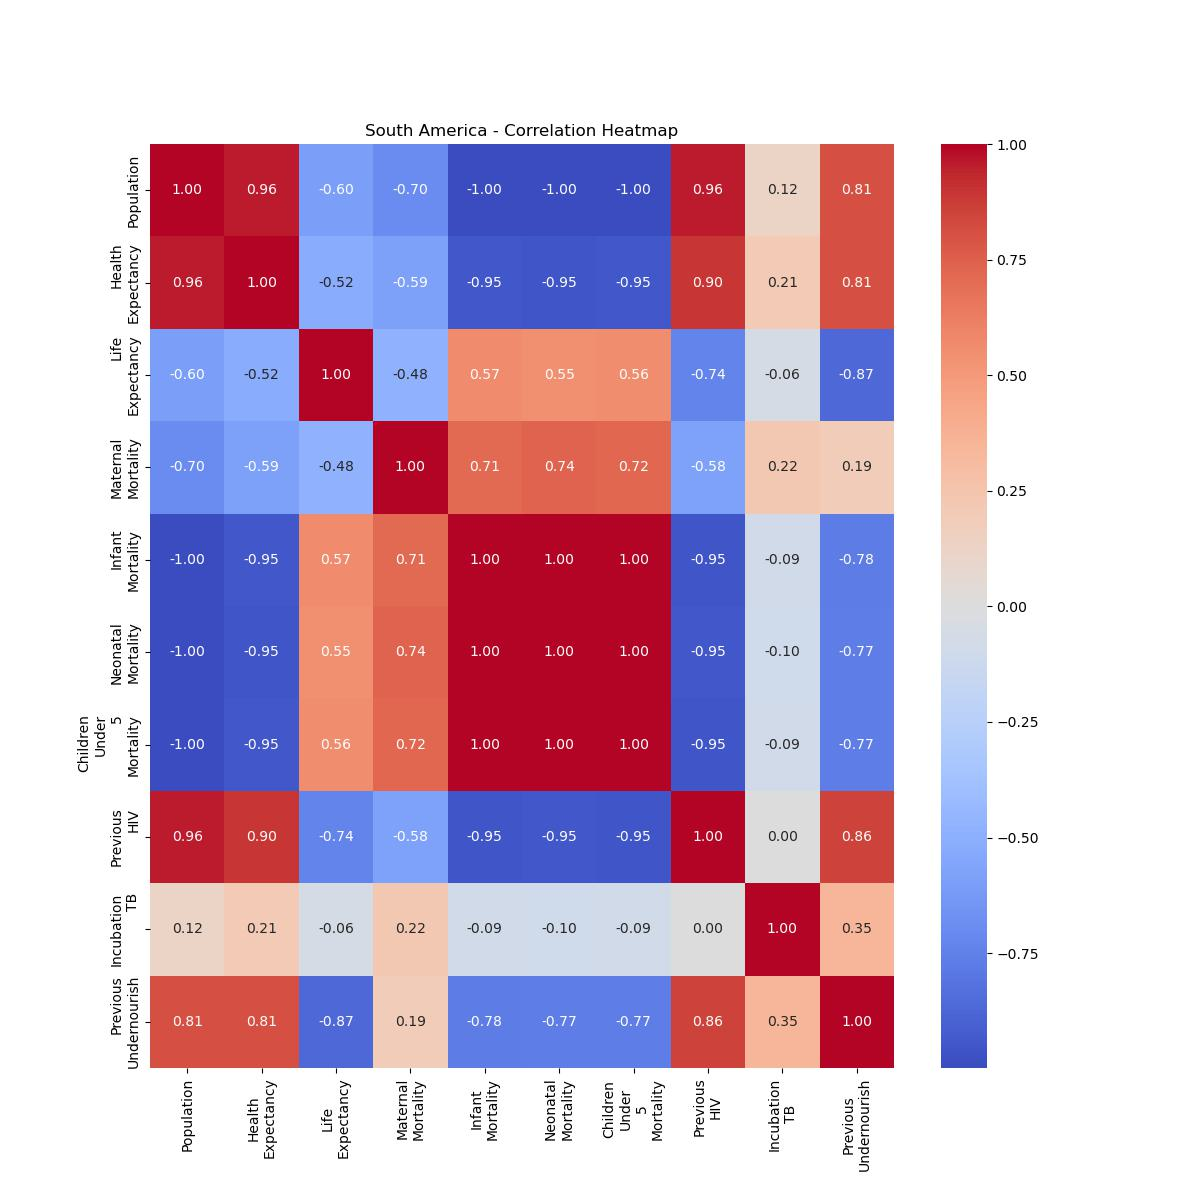 South America - Correlation Heatmap
Population
1.00 0.96 -0.60 -0.70 -1.00 -1.00 -1.00 0.96 0.12 0.81
Health
Expectancy
0.96 1.00 -0.52 -0.59 -0.95 -0.95 -0.95 0.90 0.21 0.81
Life
Expectancy
-0.60 -0.52 1.00 -0.48 0.57 0.55 0.56 -0.74 -0.06 -0.87
Maternal
Mortality
-0.70 -0.59 -0.48 1.00 0.71 0.74 0.72 -0.58 0.22 0.19
Infant
Mortality
-1.00 -0.95 0.57 0.71 1.00 1.00 1.00 -0.95 -0.09 -0.78
Neonatal
Mortality
-1.00 -0.95 0.55 0.74 1.00 1.00 1.00 -0.95 -0.10 -0.77
Children
Under
5
Mortality
-1.00 -0.95 0.56 0.72 1.00 1.00 1.00 -0.95 -0.09 -0.77
Previous
HIV
0.96 0.90 -0.74 -0.58 -0.95 -0.95 -0.95 1.00 0.00 0.86
Incubation
TB
0.12 0.21 -0.06 0.22 -0.09 -0.10 -0.09 0.00 1.00 0.35
Previous
Undernourish
0.81 0.81 -0.87 0.19 -0.78 -0.77 -0.77 0.86 0.35 1.00
Population
Health
Expectancy
Life
Expectancy
Maternal
Mortality
Infant
Mortality
Neonatal
Mortality
Children
Under
5
Mortality
Previous
HIV
Incubation
TB
Previous
Undernourish
1.00
0.75
0.50
0.25
0.00
−0.25
−0.50
−0.75